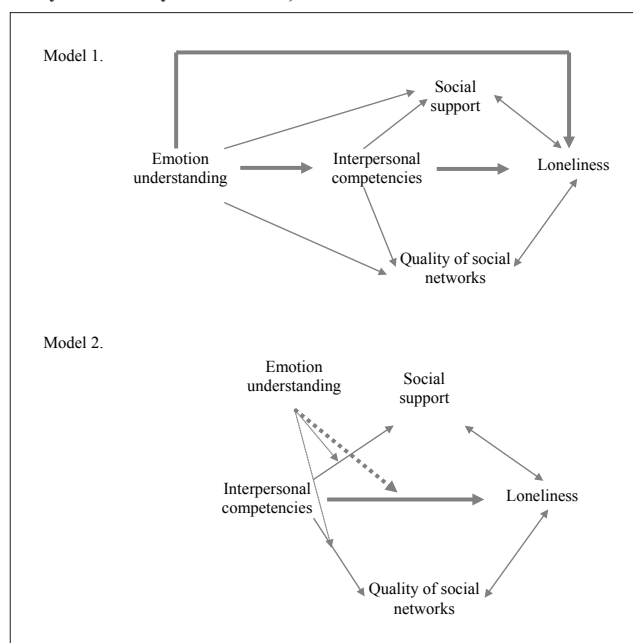 Model 1.
Social
support
Emotion
understanding
Interpersonal
competencies
Loneliness
Quality of social
networks
Model 2.
Emotion
understanding
Social
support
Interpersonal
competencies
Loneliness
Quality of social
networks